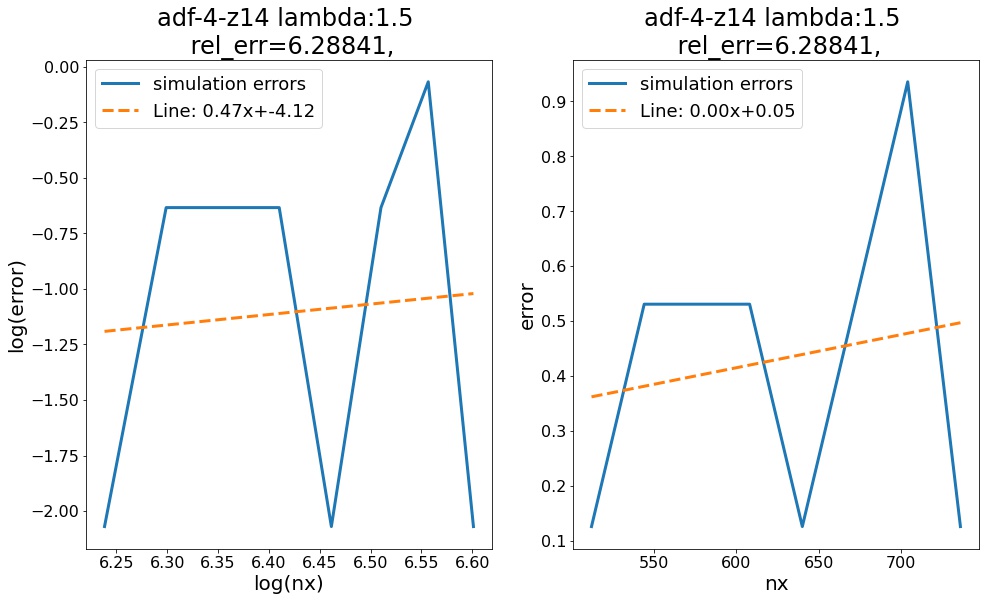 adf-4-z14 lambda:1.5
rel_err=6.28841,
simulation errors
Line: 0.47x+-4.12
0.00
−0.25
−0.50
−0.75
−1.00
−1.25
−1.50
−1.75
−2.00
log(error)
6.25 6.30 6.35 6.40 6.45 6.50 6.55 6.60
log(nx)
adf-4-z14 lambda:1.5
rel_err=6.28841,
simulation errors
Line: 0.00x+0.05
0.9
0.8
0.7
0.6
0.5
0.4
0.3
0.2
0.1
error
550 600 650 700
nx